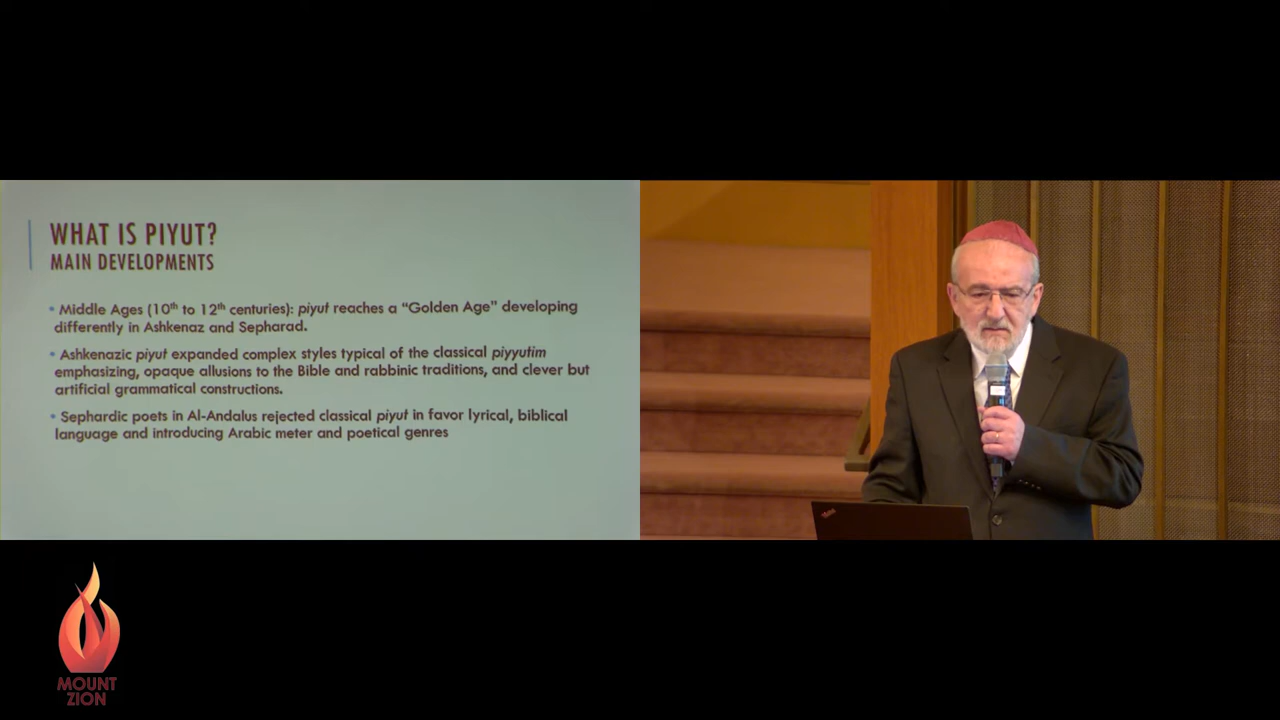 WHAT IS PIYUT?
MAIN DEVELOPMENTS
• Middle Ages (10th to 12th centuries): piyut reaches a “Golden Age” developing
differently in Ashkenaz and Sepharad.
• Ashkenazic piyut expanded complex styles typical of the classical piyyutim
emphasizing, opaque allusions to the Bible and rabbinic traditions, and clever but
artificial grammatical constructions.
• Sephardic poets in Al-Andalus rejected classical piyut in favor lyrical, biblical
language and introducing Arabic meter and poetical genres
MOUNT
ZION